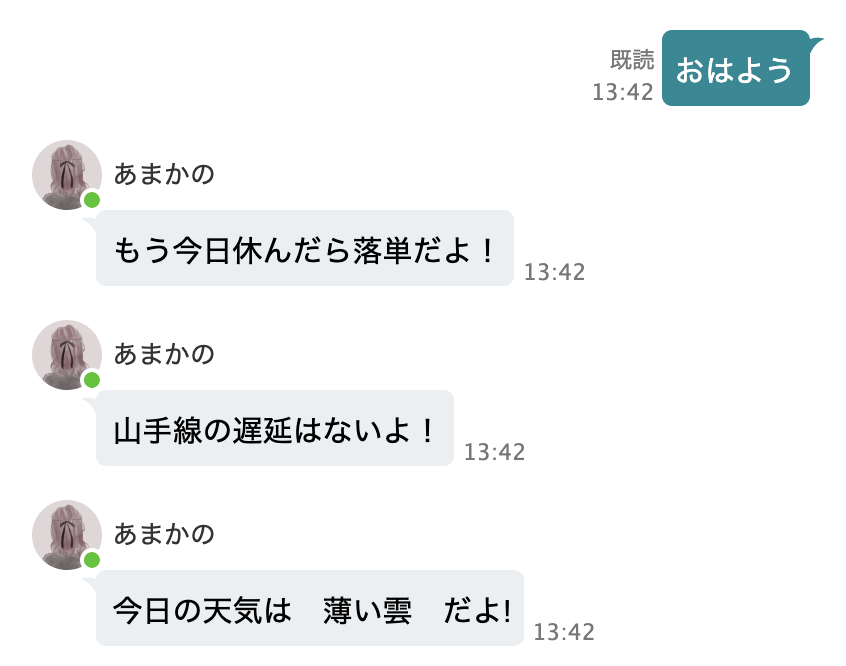 既読
13:42
おはよう
あまかの
もう今日休んだら落単だよ！
13:42
あまかの
山手線の遅延はないよ！
13:42
あまかの
今日の天気は　薄い雲　だよ!
13:42